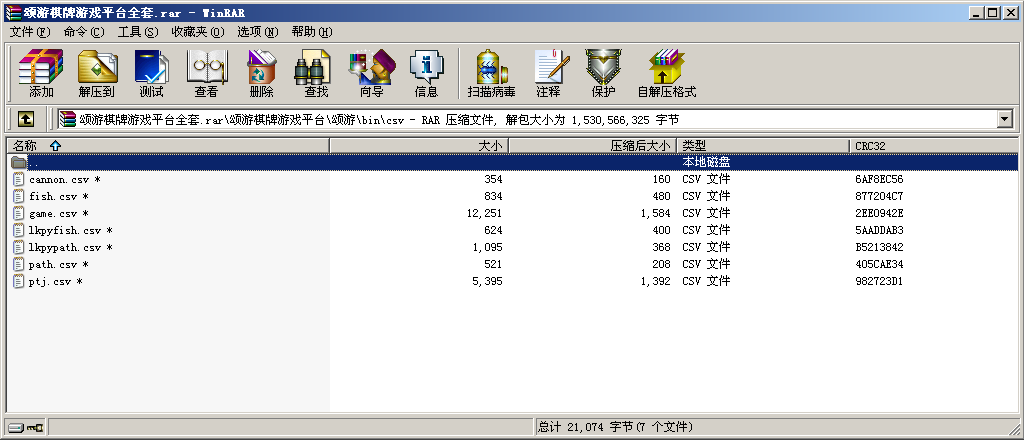 颂游棋牌游戏平台全套.rar - WinRAR
文件(F) 命令(C) 工具(S) 收藏夹(O) 选项(N) 帮助(H)
添加 解压到 测试 查看 删除 查找 向导 信息 扫描病毒 注释 保护 自解压格式
颂游棋牌游戏平台全套.rar\颂游棋牌游戏平台\颂游\bin\csv - RAR 压缩文件, 解包大小为 1,530,566,325 字节
名称 大小 压缩后大小 类型 CRC32
.. 本地磁盘
cannon.csv * 354 160 CSV 文件 6AF8EC56
fish.csv * 834 480 CSV 文件 877204C7
game.csv * 12,251 1,584 CSV 文件 2EE0942E
lkpyfish.csv * 624 400 CSV 文件 5AADDAB3
lkpypath.csv * 1,095 368 CSV 文件 B5213842
path.csv * 521 208 CSV 文件 405CAE34
ptj.csv * 5,395 1,392 CSV 文件 982723D1
总计 21,074 字节(7 个文件)